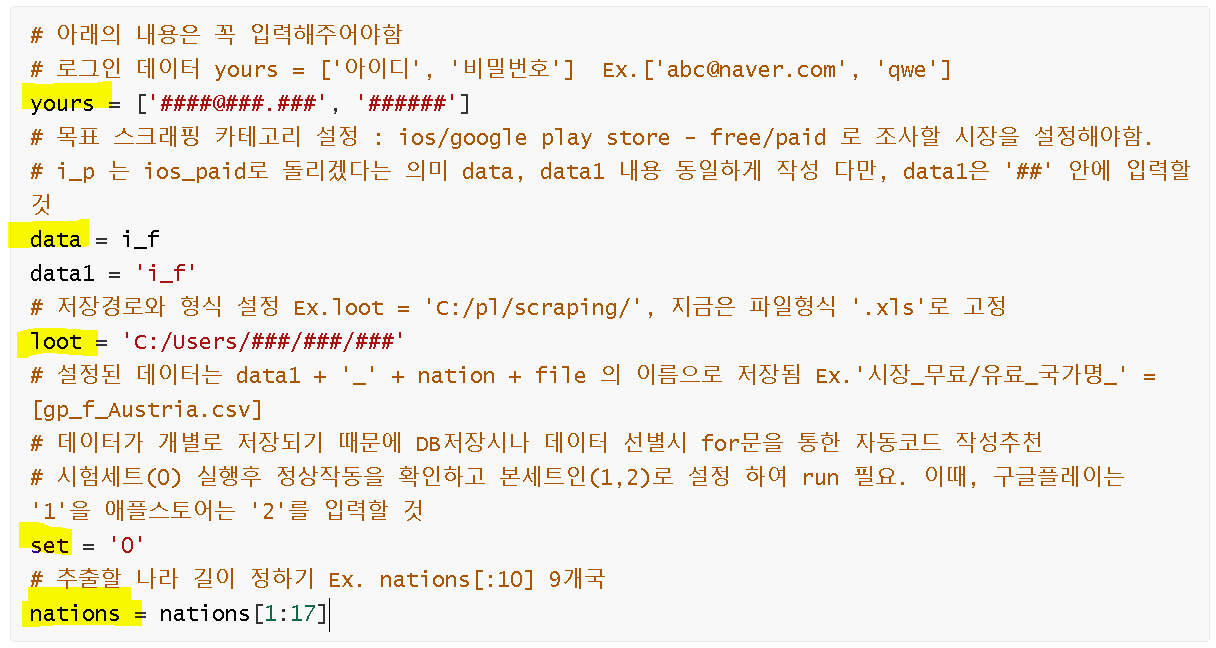 # 아래의 내용은 꼭 입력해주어야함
# 로그인 데이터 yours = ['아이디', '비밀번호']  Ex.['abc@naver.com', 'qwe']
yours = ['####@###.###', '######']
# 목표 스크래핑 카테고리 설정 : ios/google play store - free/paid 로 조사할 시장을 설정해야함.
# i_p 는 ios_paid로 돌리겠다는 의미 data, data1 내용 동일하게 작성 다만, data1은 '##' 안에 입력할
것
data = i_f
data1 = 'i_f'
# 저장경로와 형식 설정 Ex.loot = 'C:/pl/scraping/', 지금은 파일형식 '.xls'로 고정
loot = 'C:/Users/###/###/###'
# 설정된 데이터는 data1 + '_' + nation + file 의 이름으로 저장됨 Ex.'시장_무료/유료_국가명_' =
[gp_f_Austria.csv]
# 데이터가 개별로 저장되기 때문에 DB저장시나 데이터 선별시 for문을 통한 자동코드 작성추천
# 시험세트(0) 실행후 정상작동을 확인하고 본세트인(1,2)로 설정 하여 run 필요. 이때, 구글플레이는
'1'을 애플스토어는 '2'를 입력할 것
set = '0'
# 추출할 나라 길이 정하기 Ex. nations[:10] 9개국
nations = nations[1:17]